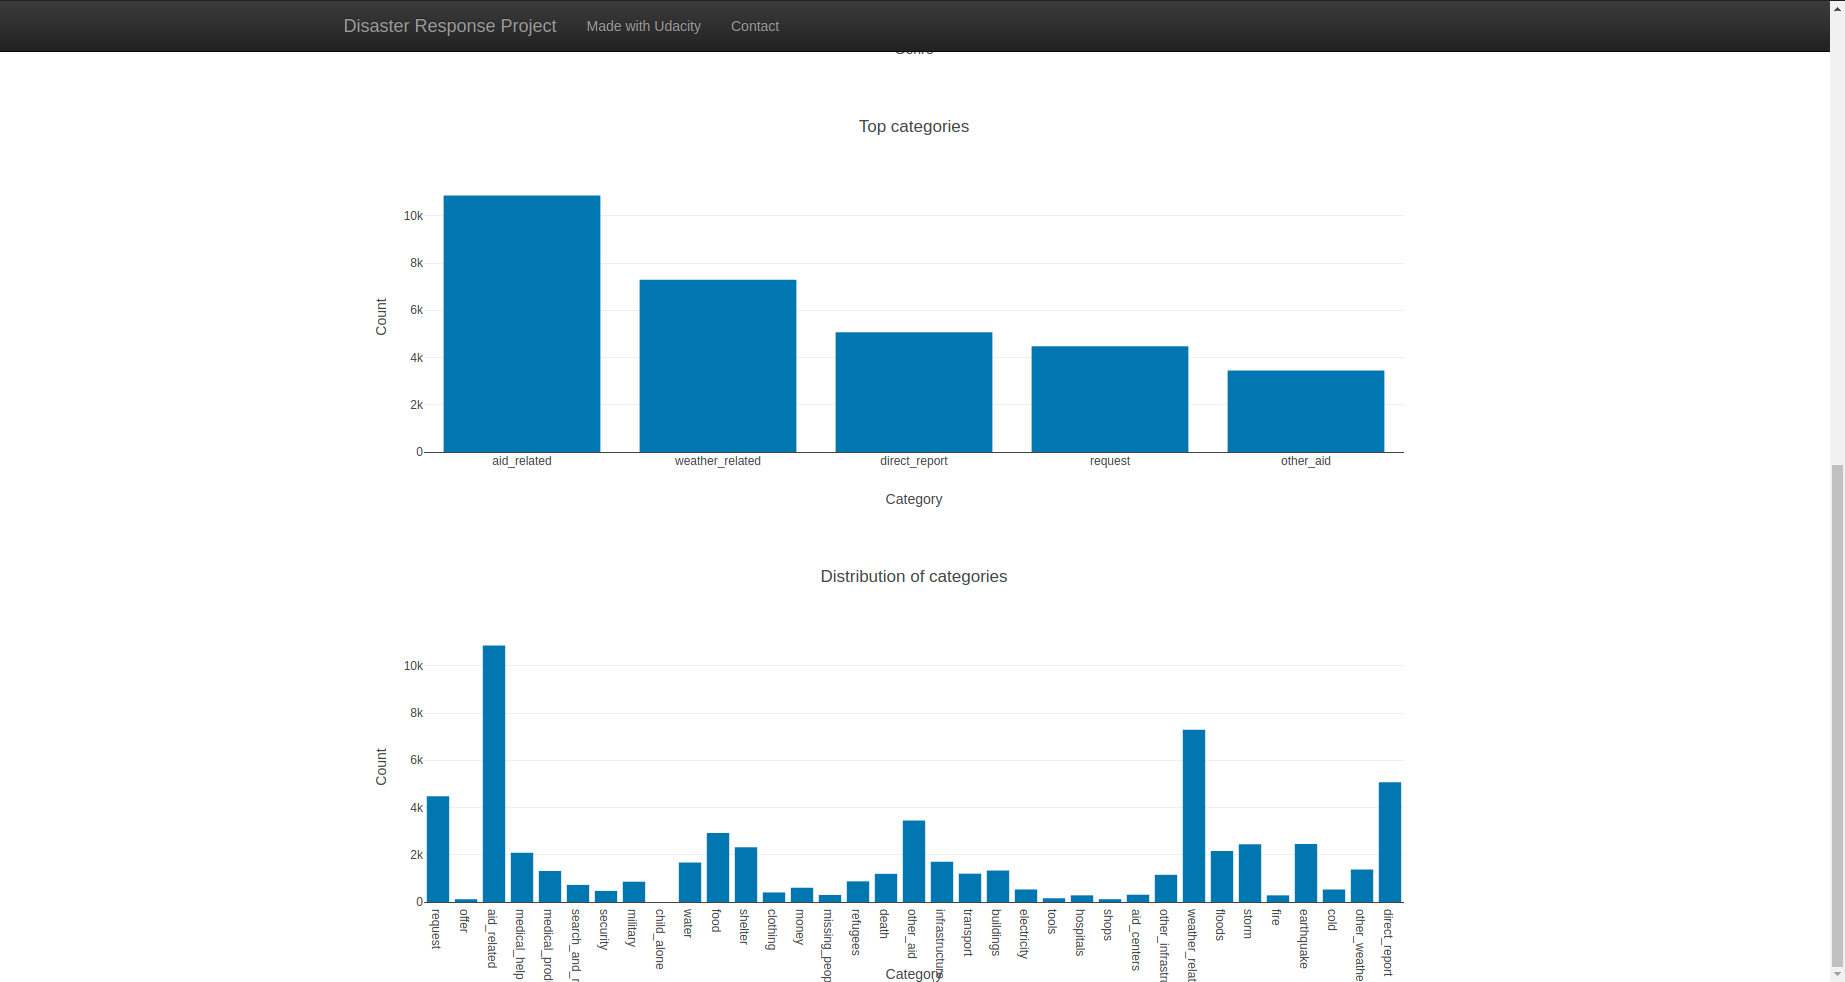 Disaster Response Project Made with Udacity Contact
Top categories
10k
8k
6k
4k
2k
0
Count
aid_related weather_related direct_report request other_aid
Category
Distribution of categories
10k
8k
6k
4k
2k
0
Count
request offer aid_related medical_help medical_prod search_and_r security military child_alone water food shelter clothing money missing_peop refugees death other_aid infrastructure transport buildings electricity tools hospitals shops aid_centers other_infrastru weather_relat floods storm fire earthquake cold other_weathe direct_report
Category